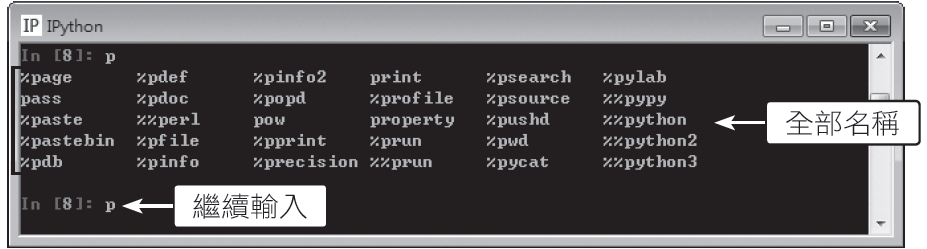 IP IPython
In [8]: p
%page %pdef %pinfo2 print %psearch %pylab
pass %pdoc %popd %profile %psource %%pypy
%paste %%perl pow property %pushd %%python
%pastebin %pfile %pprint %prun %pwd %%python2
%pdb %pinfo %precision %%prun %pycat %%python3
全部名稱
In [8]: p
繼續輸入